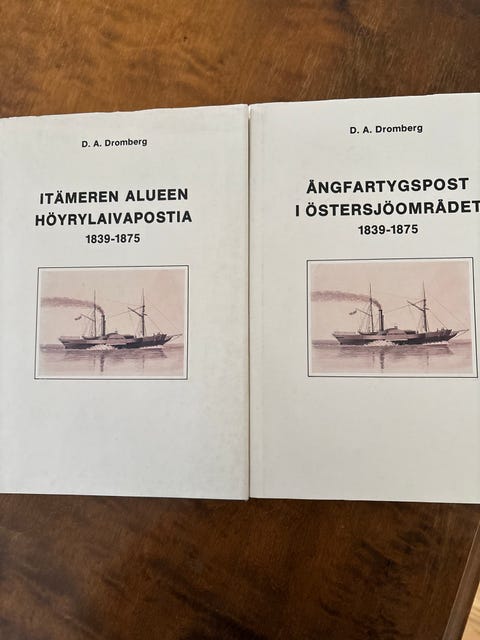 D. A. Dromberg
ITÄMEREN ALUEEN
HÖYRYLAIVAPOSTIA
1839-1875
D. A. Dromberg
ÅNGFARTYGSPOST
I ÖSTERSJÖOMRÅDET
1839-1875